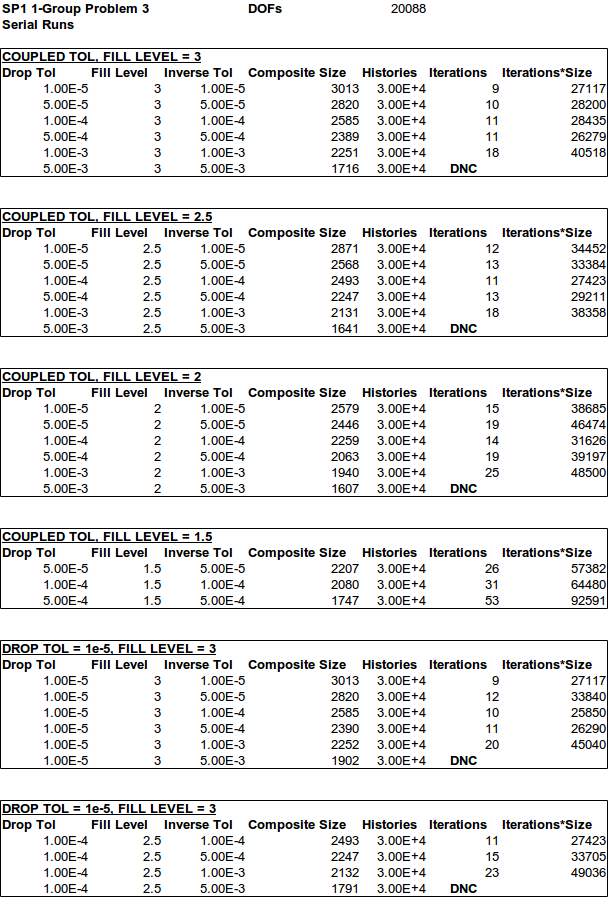 SP1 1-Group Problem 3 DOFs 20088
Serial Runs
COUPLED TOL, FILL LEVEL = 3
Drop Tol Fill Level Inverse Tol Composite Size Histories Iterations Iterations*Size
1.00E-5 3 1.00E-5 3013 3.00E+4 9 27117
5.00E-5 3 5.00E-5 2820 3.00E+4 10 28200
1.00E-4 3 1.00E-4 2585 3.00E+4 11 28435
5.00E-4 3 5.00E-4 2389 3.00E+4 11 26279
1.00E-3 3 1.00E-3 2251 3.00E+4 18 40518
5.00E-3 3 5.00E-3 1716 3.00E+4 DNC
COUPLED TOL, FILL LEVEL = 2.5
Drop Tol Fill Level Inverse Tol Composite Size Histories Iterations Iterations*Size
1.00E-5 2.5 1.00E-5 2871 3.00E+4 12 34452
5.00E-5 2.5 5.00E-5 2568 3.00E+4 13 33384
1.00E-4 2.5 1.00E-4 2493 3.00E+4 11 27423
5.00E-4 2.5 5.00E-4 2247 3.00E+4 13 29211
1.00E-3 2.5 1.00E-3 2131 3.00E+4 18 38358
5.00E-3 2.5 5.00E-3 1641 3.00E+4 DNC
COUPLED TOL, FILL LEVEL = 2
Drop Tol Fill Level Inverse Tol Composite Size Histories Iterations Iterations*Size
1.00E-5 2 1.00E-5 2579 3.00E+4 15 38685
5.00E-5 2 5.00E-5 2446 3.00E+4 19 46474
1.00E-4 2 1.00E-4 2259 3.00E+4 14 31626
5.00E-4 2 5.00E-4 2063 3.00E+4 19 39197
1.00E-3 2 1.00E-3 1940 3.00E+4 25 48500
5.00E-3 2 5.00E-3 1607 3.00E+4 DNC
COUPLED TOL, FILL LEVEL = 1.5
Drop Tol Fill Level Inverse Tol Composite Size Histories Iterations Iterations*Size
5.00E-5 1.5 5.00E-5 2207 3.00E+4 26 57382
1.00E-4 1.5 1.00E-4 2080 3.00E+4 31 64480
5.00E-4 1.5 5.00E-4 1747 3.00E+4 53 92591
DROP TOL = 1e-5, FILL LEVEL = 3
Drop Tol Fill Level Inverse Tol Composite Size Histories Iterations Iterations*Size
1.00E-5 3 1.00E-5 3013 3.00E+4 9 27117
1.00E-5 3 5.00E-5 2820 3.00E+4 12 33840
1.00E-5 3 1.00E-4 2585 3.00E+4 10 25850
1.00E-5 3 5.00E-4 2390 3.00E+4 11 26290
1.00E-5 3 1.00E-3 2252 3.00E+4 20 45040
1.00E-5 3 5.00E-3 1902 3.00E+4 DNC
DROP TOL = 1e-5, FILL LEVEL = 3
Drop Tol Fill Level Inverse Tol Composite Size Histories Iterations Iterations*Size
1.00E-4 2.5 1.00E-4 2493 3.00E+4 11 27423
1.00E-4 2.5 5.00E-4 2247 3.00E+4 15 33705
1.00E-4 2.5 1.00E-3 2132 3.00E+4 23 49036
1.00E-4 2.5 5.00E-3 1791 3.00E+4 DNC